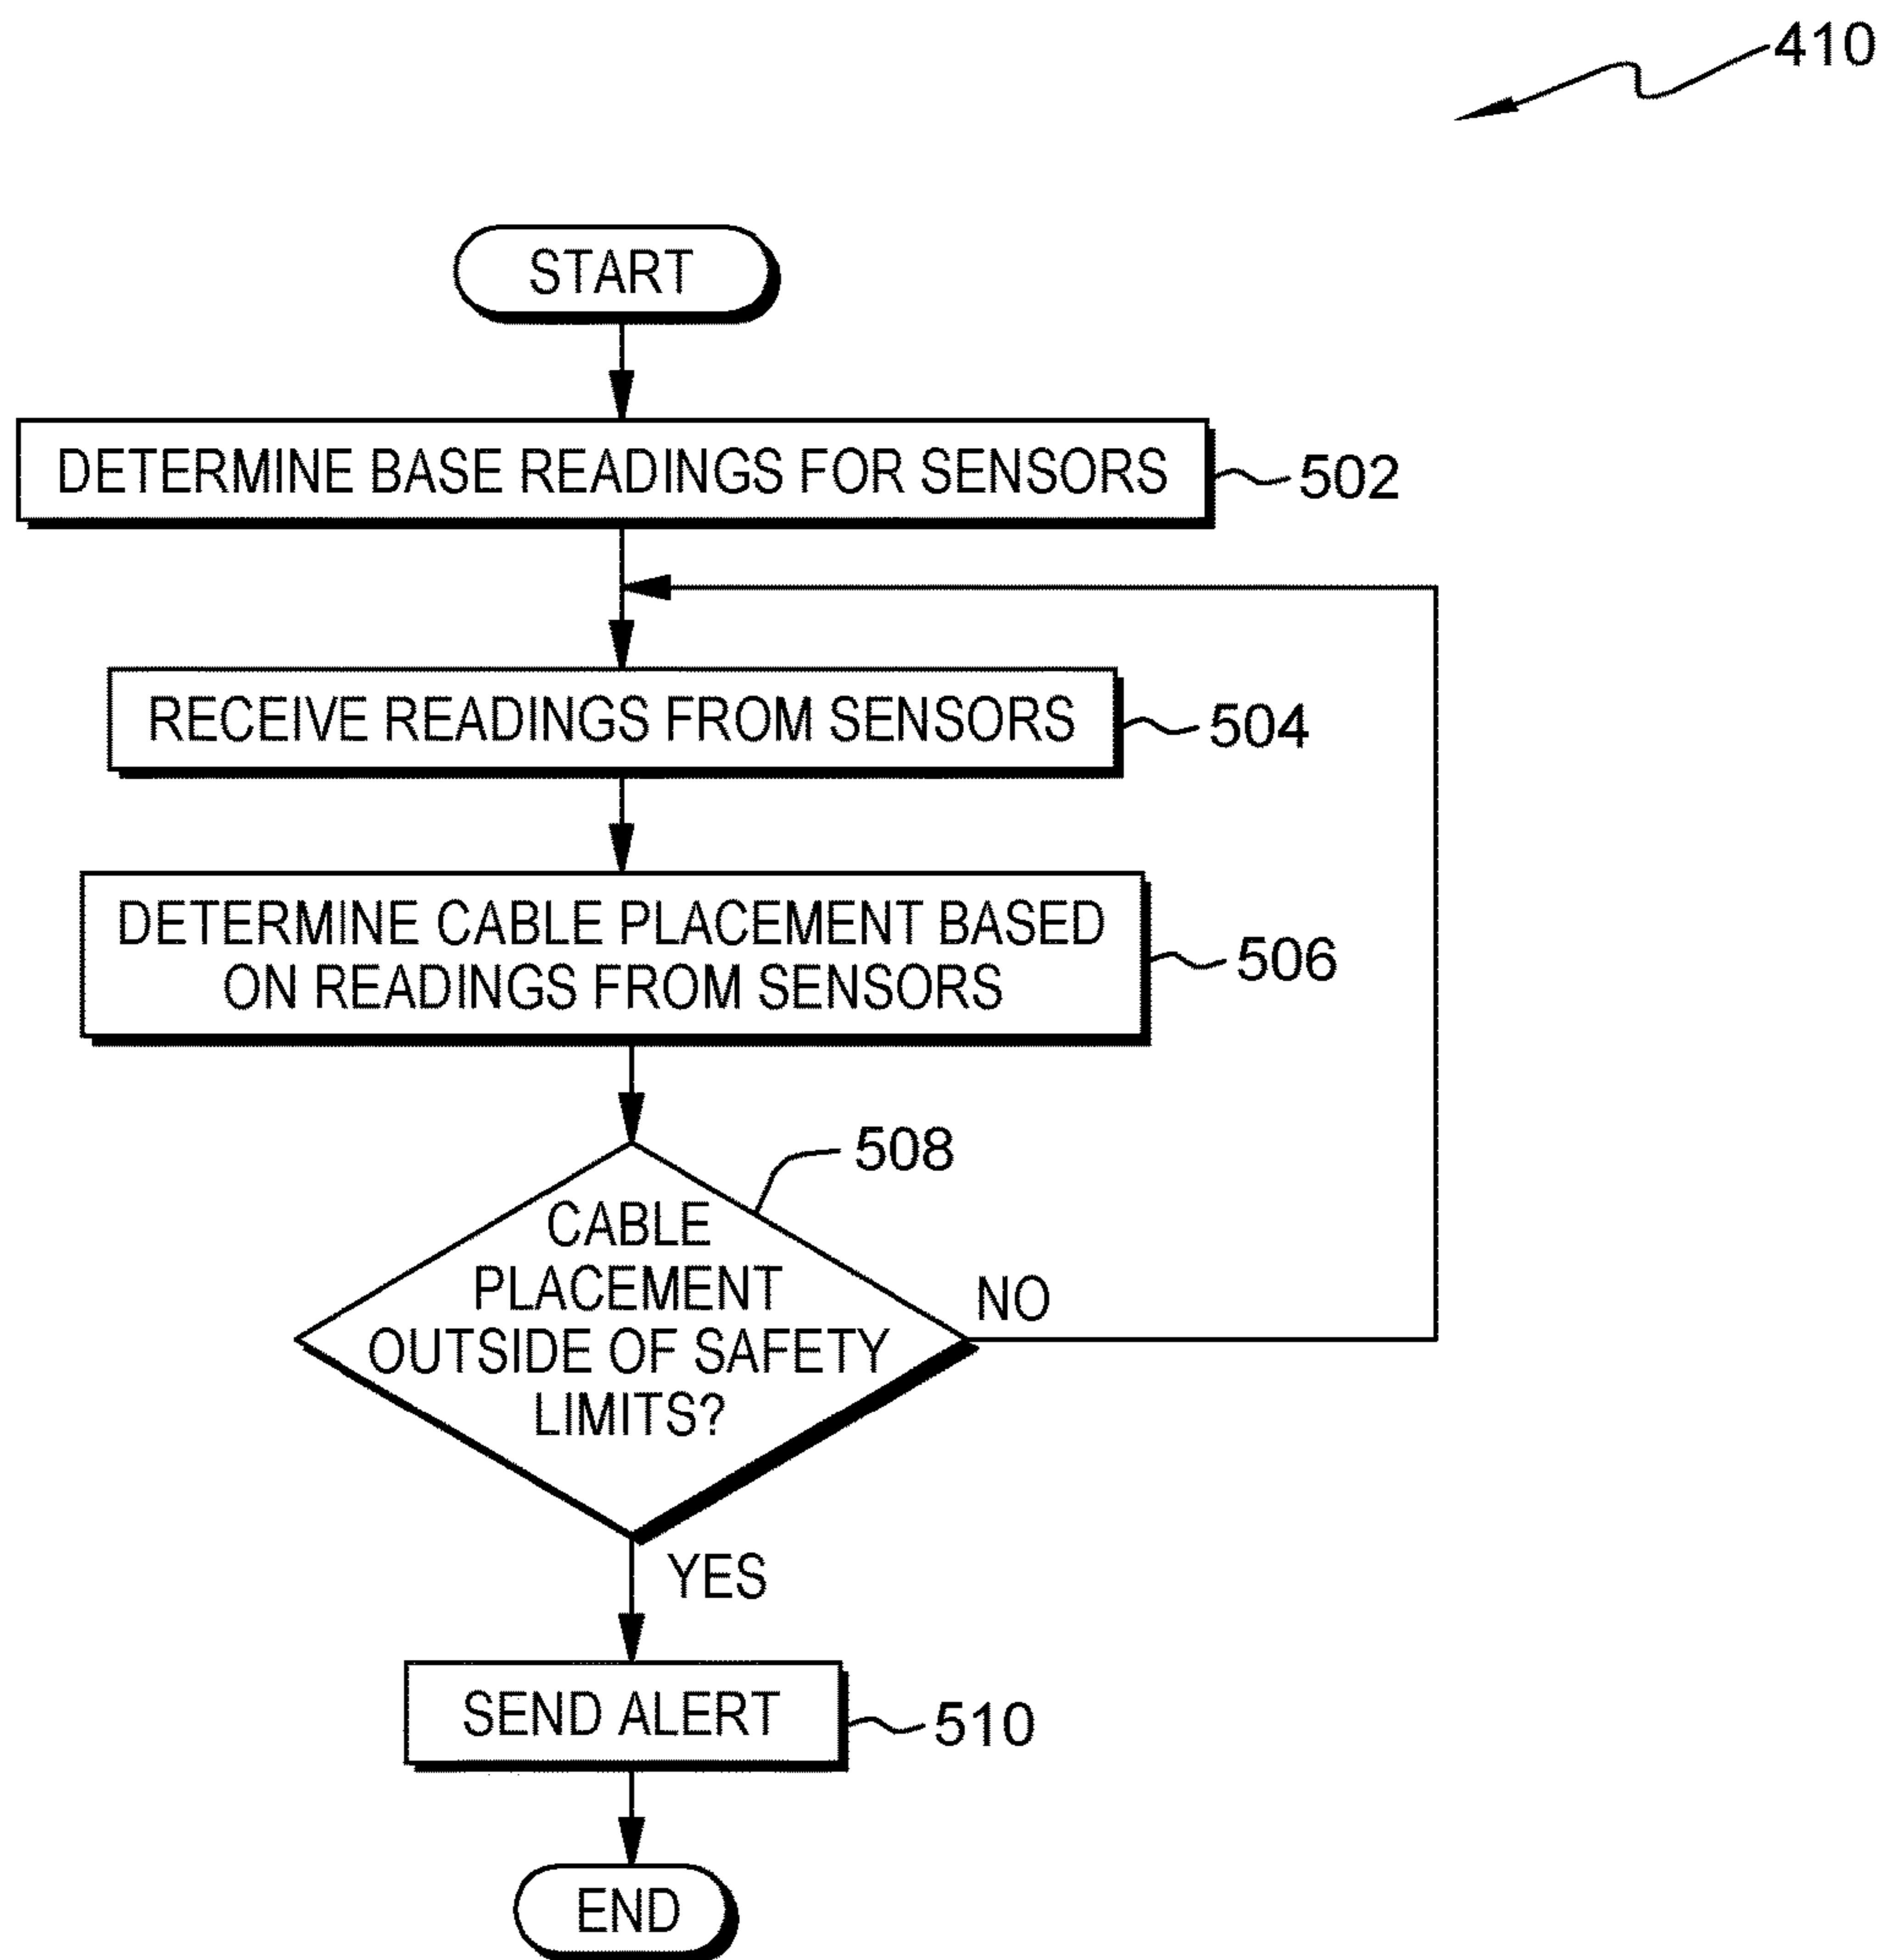 410
START
DETERMINE BASE READINGS FOR SENSORS
502
RECEIVE READINGS FROM SENSORS
504
DETERMINE CABLE PLACEMENT BASED
ON READINGS FROM SENSORS
506
508
CABLE
PLACEMENT
OUTSIDE OF SAFETY
LIMITS?
NO
YES
SEND ALERT
510
END